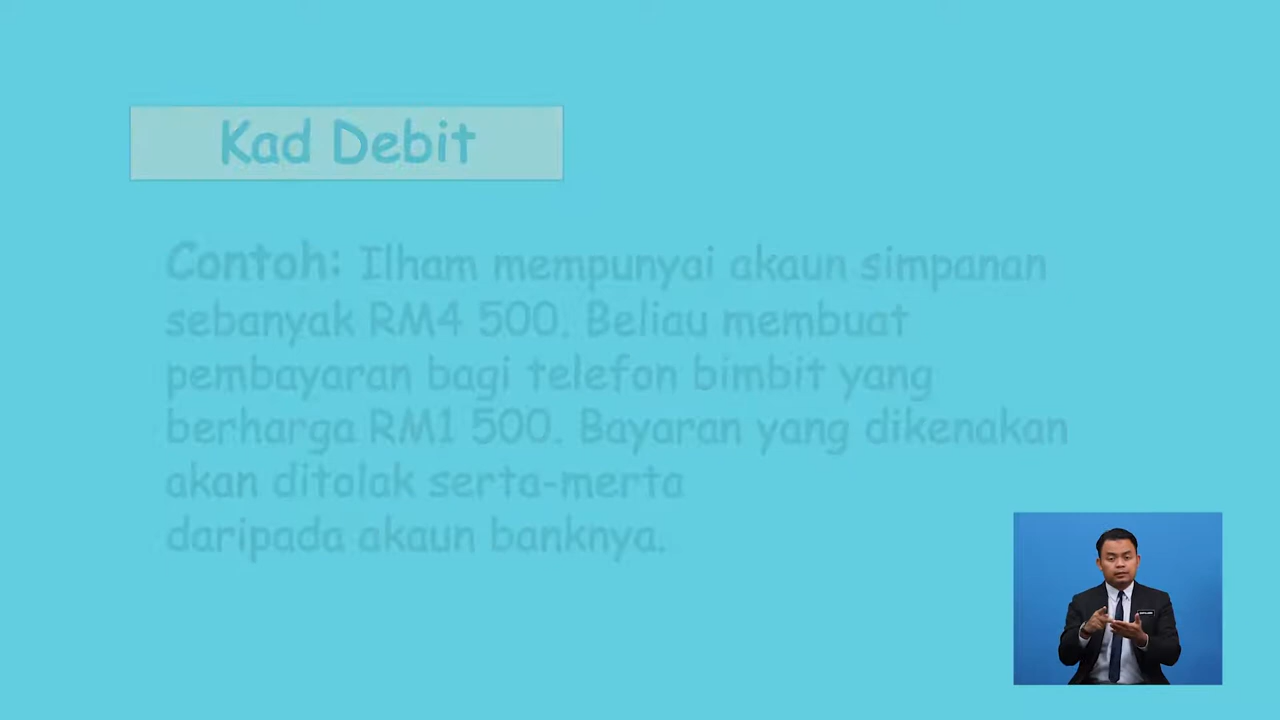 Kad Debit
Contoh: Ilham mempunyai akaun simpanan
sebanyak RM4 500. Beliau membuat
pembayaran bagi telefon bimbit yang
berharga RM1 500. Bayaran yang dikenakan
akan ditolak serta-merta
daripada akaun banknya.